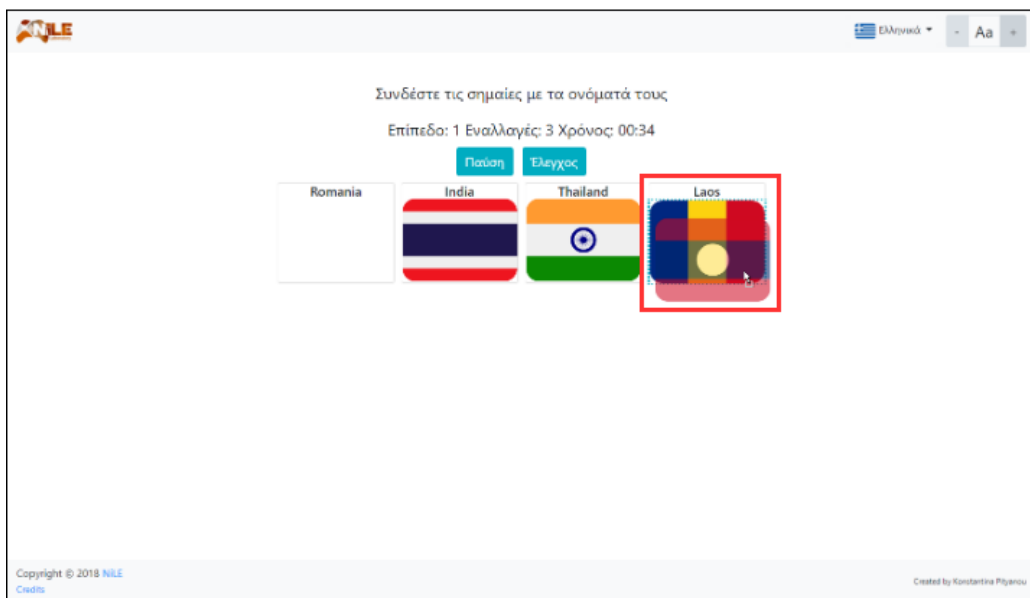 NiLE
Ελληνικά
- Aa +
Συνδέστε τις σημαίες με τα ονόματά τους
Επίπεδο: 1 Εναλλαγές: 3 Χρόνος: 00:34
Παύση Έλεγχος
Romania India Thailand Laos
Copyright © 2018 NiLE
Credits
Created by Konstantina Pityanou